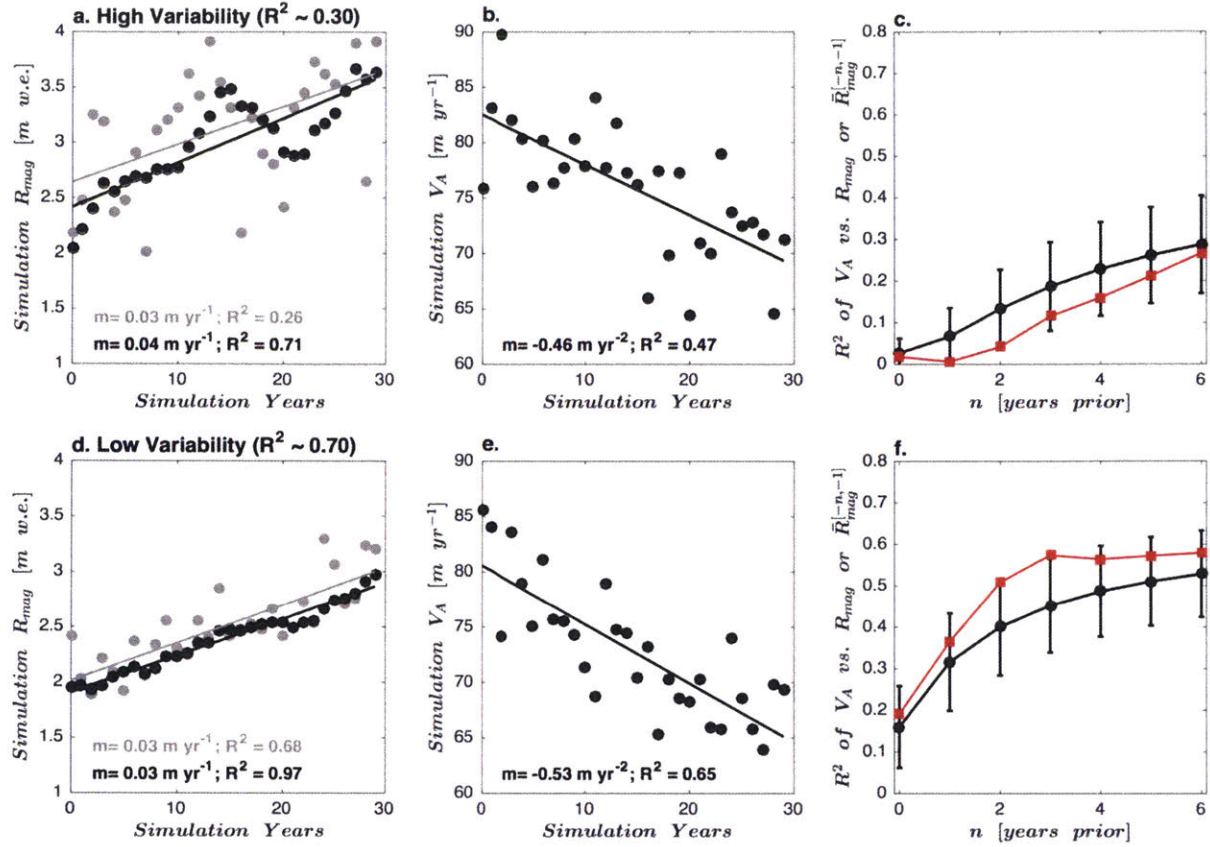 a. High Variability (R² ~ 0.30)
4
3.5
3
2.5
2
1.5
1
Simulation R_mag [m w.e.]
m= 0.03 m yr⁻¹; R² = 0.26
m= 0.04 m yr⁻¹; R² = 0.71
0 10 20 30
Simulation Years
b.
90
85
80
75
70
65
60
Simulation V_A [m yr⁻¹]
m= -0.46 m yr⁻²; R² = 0.47
0 10 20 30
Simulation Years
c.
0.8
0.7
0.6
0.5
0.4
0.3
0.2
0.1
0
R² of V_A vs. R_mag or R̄_mag^[-n,-1]
0 2 4 6
n [years prior]
d. Low Variability (R² ~ 0.70)
4
3.5
3
2.5
2
1.5
1
Simulation R_mag [m w.e.]
m= 0.03 m yr⁻¹; R² = 0.68
m= 0.03 m yr⁻¹; R² = 0.97
0 10 20 30
Simulation Years
e.
90
85
80
75
70
65
60
Simulation V_A [m yr⁻¹]
m= -0.53 m yr⁻²; R² = 0.65
0 10 20 30
Simulation Years
f.
0.8
0.7
0.6
0.5
0.4
0.3
0.2
0.1
0
R² of V_A vs. R_mag or R̄_mag^[-n,-1]
0 2 4 6
n [years prior]